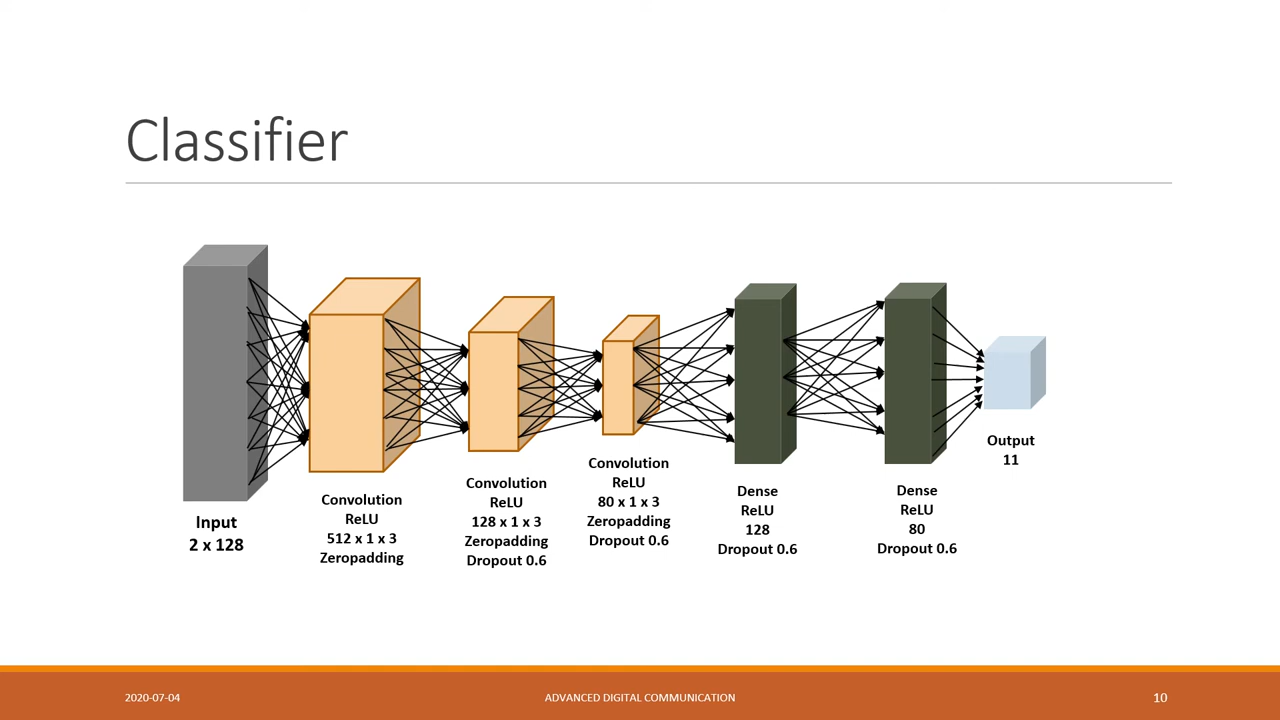 Classifier
Input
2 x 128
Convolution
ReLU
512 x 1 x 3
Zeropadding
Convolution
ReLU
128 x 1 x 3
Zeropadding
Dropout 0.6
Convolution
ReLU
80 x 1 x 3
Zeropadding
Dropout 0.6
Dense
ReLU
128
Dropout 0.6
Dense
ReLU
80
Dropout 0.6
Output
11
2020-07-04
ADVANCED DIGITAL COMMUNICATION
10